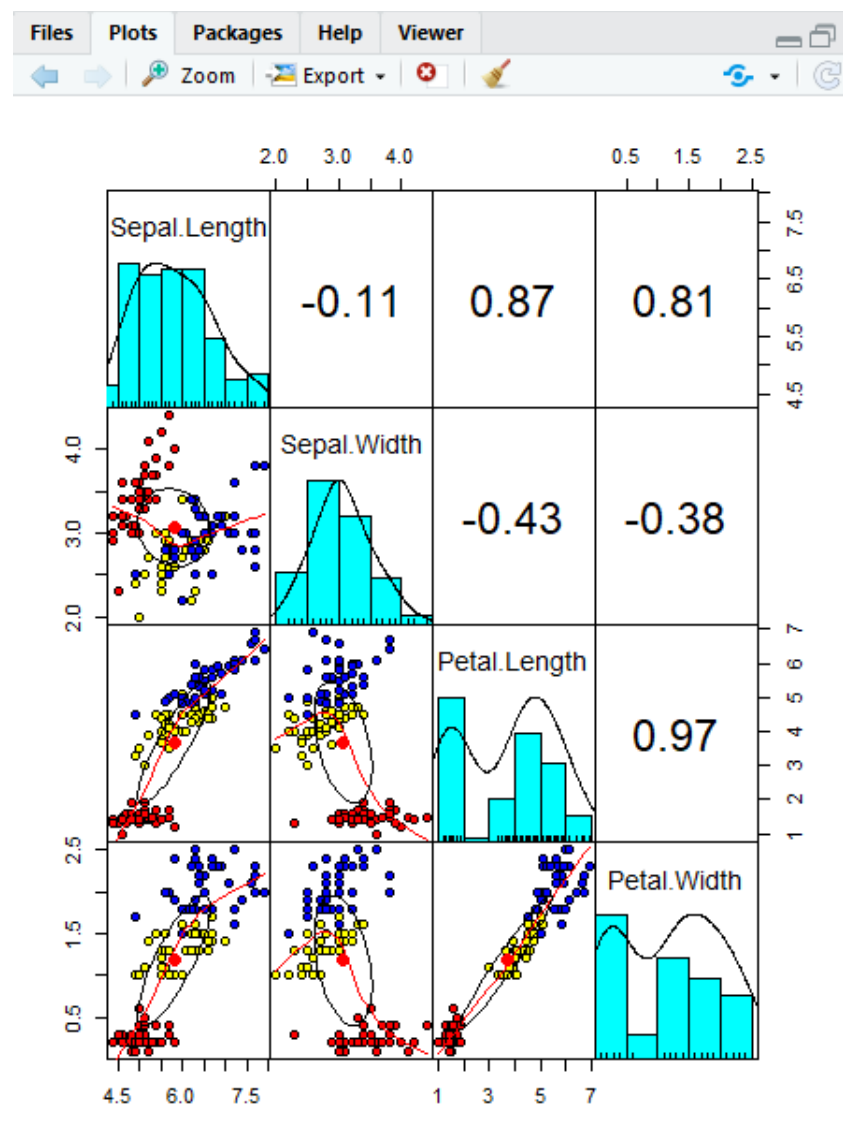 Files Plots Packages Help Viewer
Zoom Export
2.0 3.0 4.0 0.5 1.5 2.5
Sepal.Length
-0.11 0.87 0.81
4.5 5.5 6.5 7.5
Sepal.Width
-0.43 -0.38
2.0 3.0 4.0
Petal.Length
0.97
7
6
5
4
3
2
1
Petal.Width
0.5 1.5 2.5
4.5 6.0 7.5 1 3 5 7